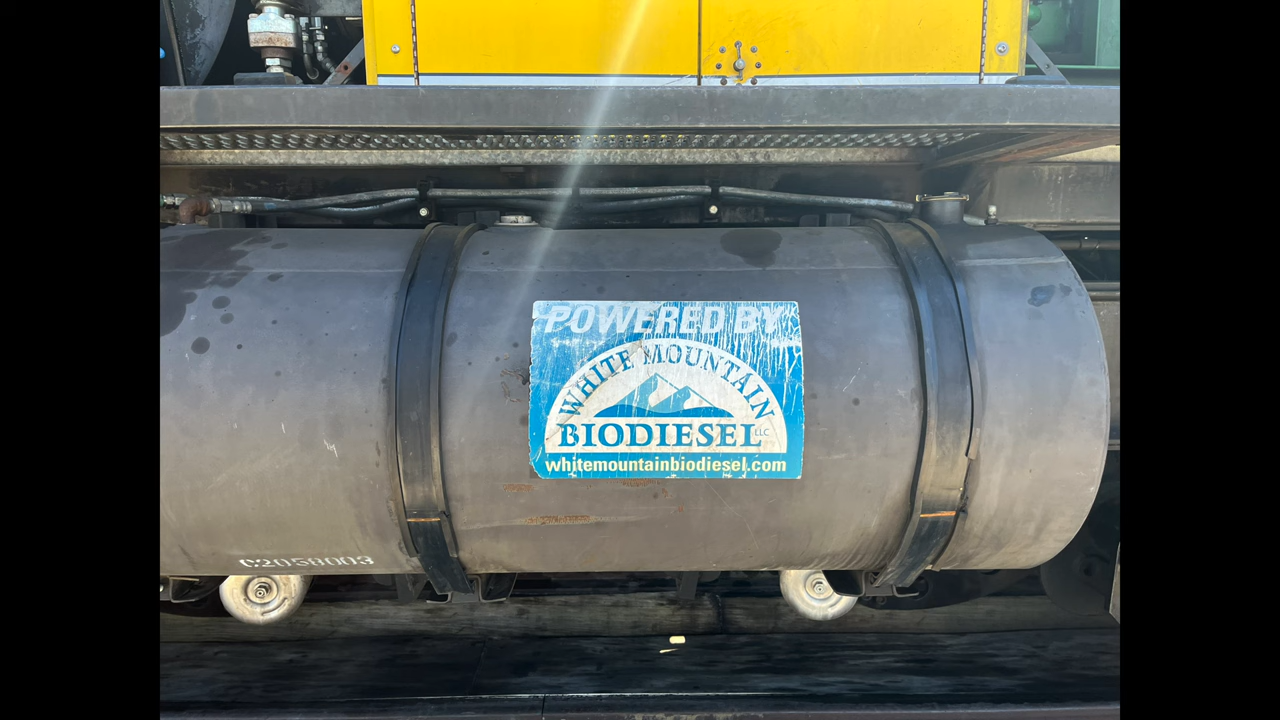 POWERED BY
WHITE MOUNTAIN
BIODIESEL LLC
whitemountainbiodiesel.com
C2058003